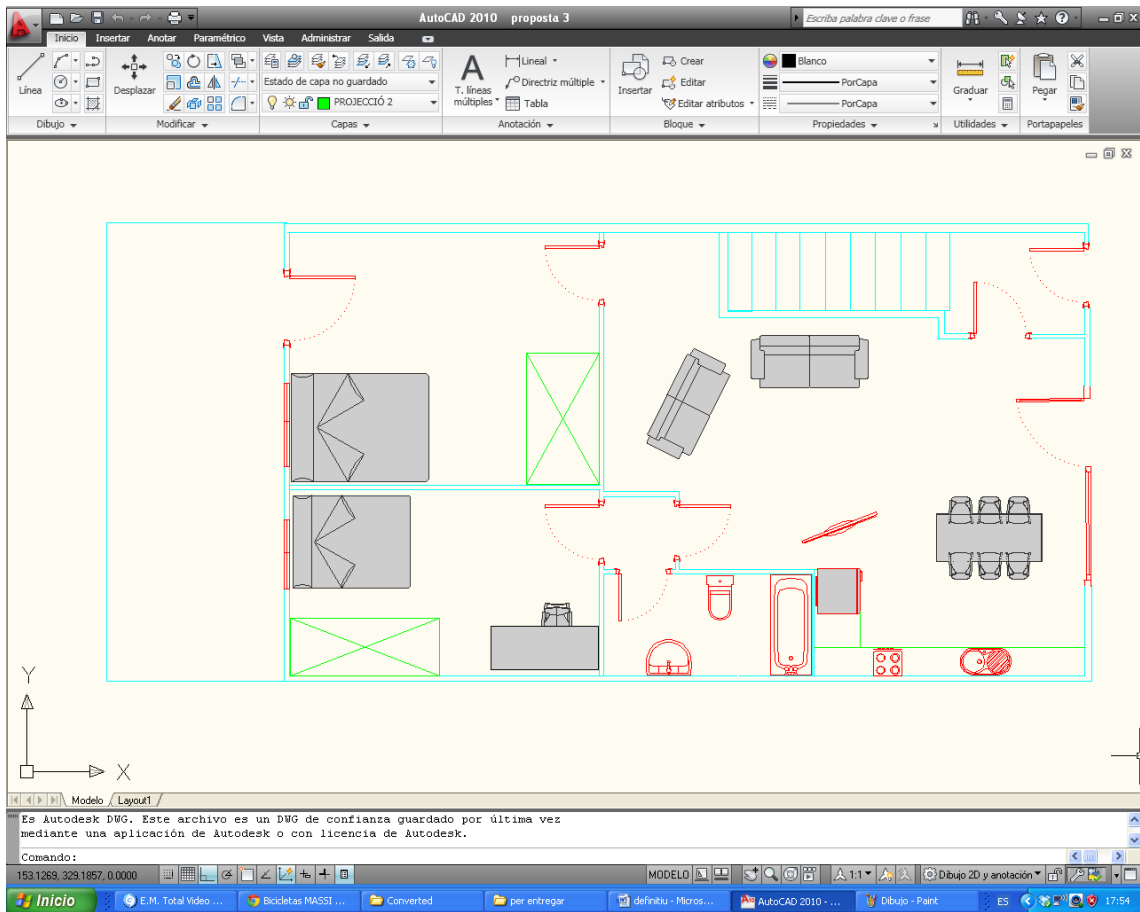 AutoCAD 2010 proposta 3
Escriba palabra clave o frase
Inicio Insertar Anotar Paramétrico Vista Administrar Salida
Línea
Desplazar
Estado de capa no guardado
PROJECCIÓ 2
T. líneas múltiples
Lineal
Directriz múltiple
Tabla
Insertar
Crear
Editar
Editar atributos
Blanco
PorCapa
PorCapa
Graduar
Pegar
Dibujo Modificar Capas Anotación Bloque Propiedades Utilidades Portapapeles
Y
X
Modelo Layout1
Es Autodesk DWG. Este archivo es un DWG de confianza guardado por última vez
mediante una aplicación de Autodesk o con licencia de Autodesk.
Comando:
153.1269, 329.1857, 0.0000 MODELO 1:1 Dibujo 2D y anotación
Inicio E.M. Total Video ... Bicicletas MASSI ... Converted per entregar definitiu - Micros... AutoCAD 2010 - ... Dibujo - Paint ES 17:54